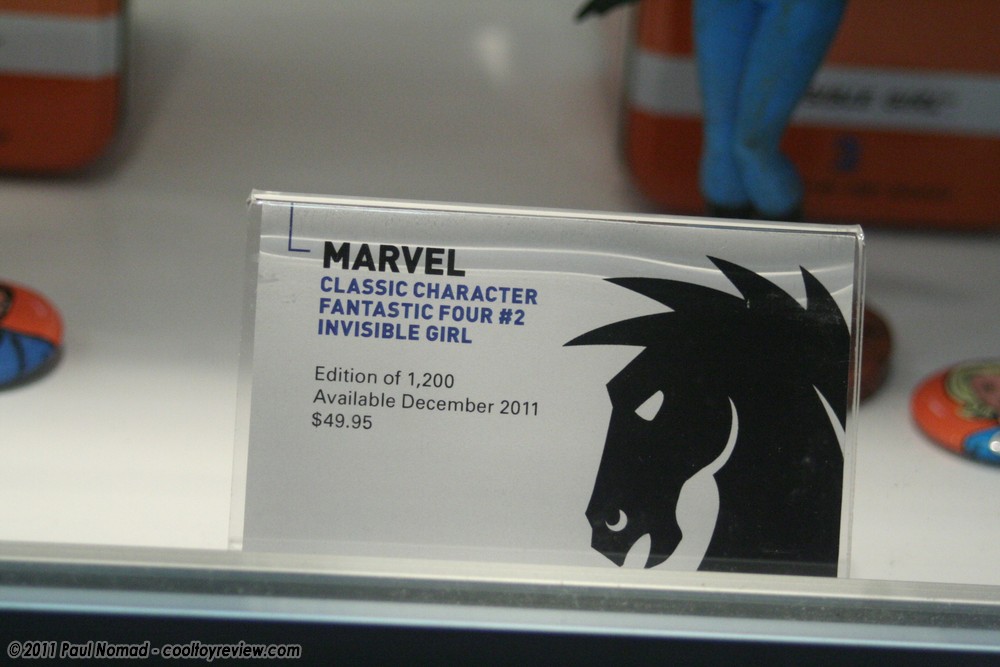 MARVEL
CLASSIC CHARACTER
FANTASTIC FOUR #2
INVISIBLE GIRL
Edition of 1,200
Available December 2011
$49.95
©2011 Paul Nomad - cooltoyreview.com